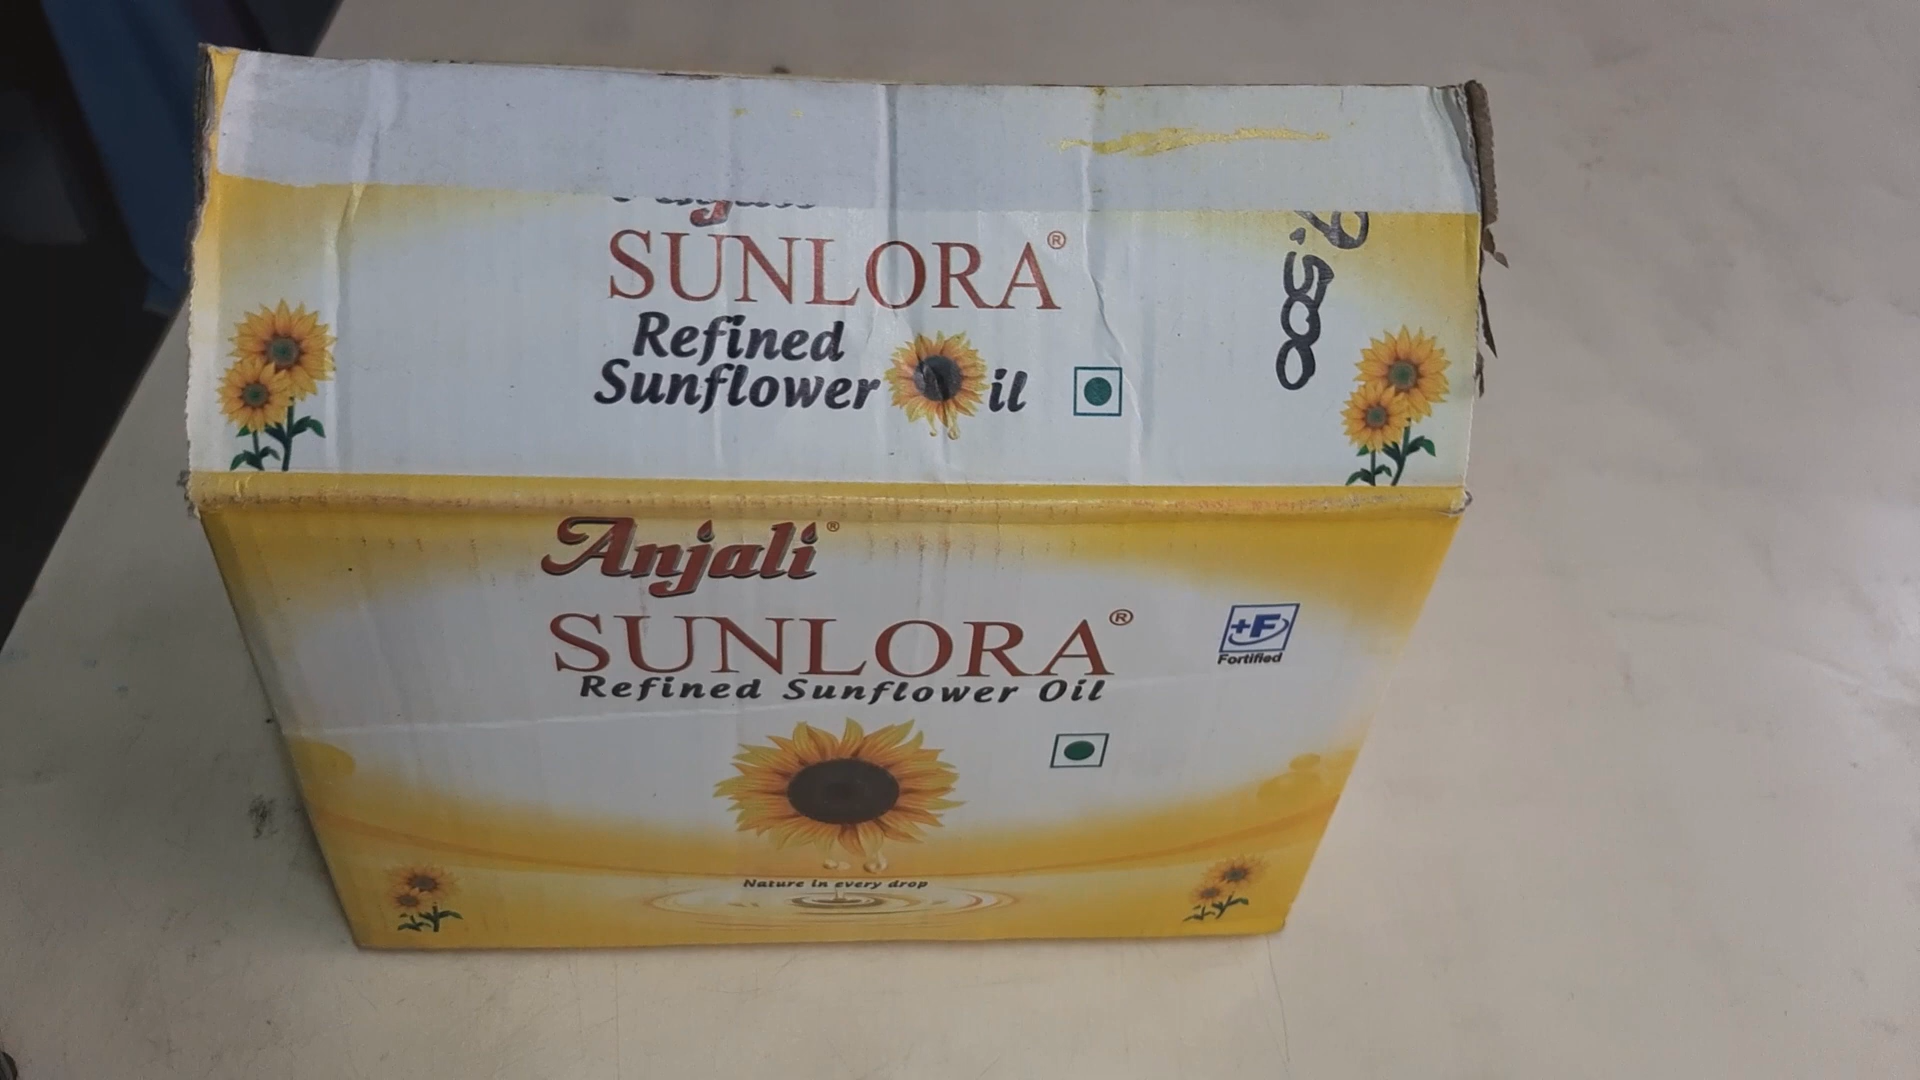 SUNLORA®
Refined
Sunflower Oil
Anjali®
SUNLORA®
Refined Sunflower Oil
+F
Fortified
Nature in every drop